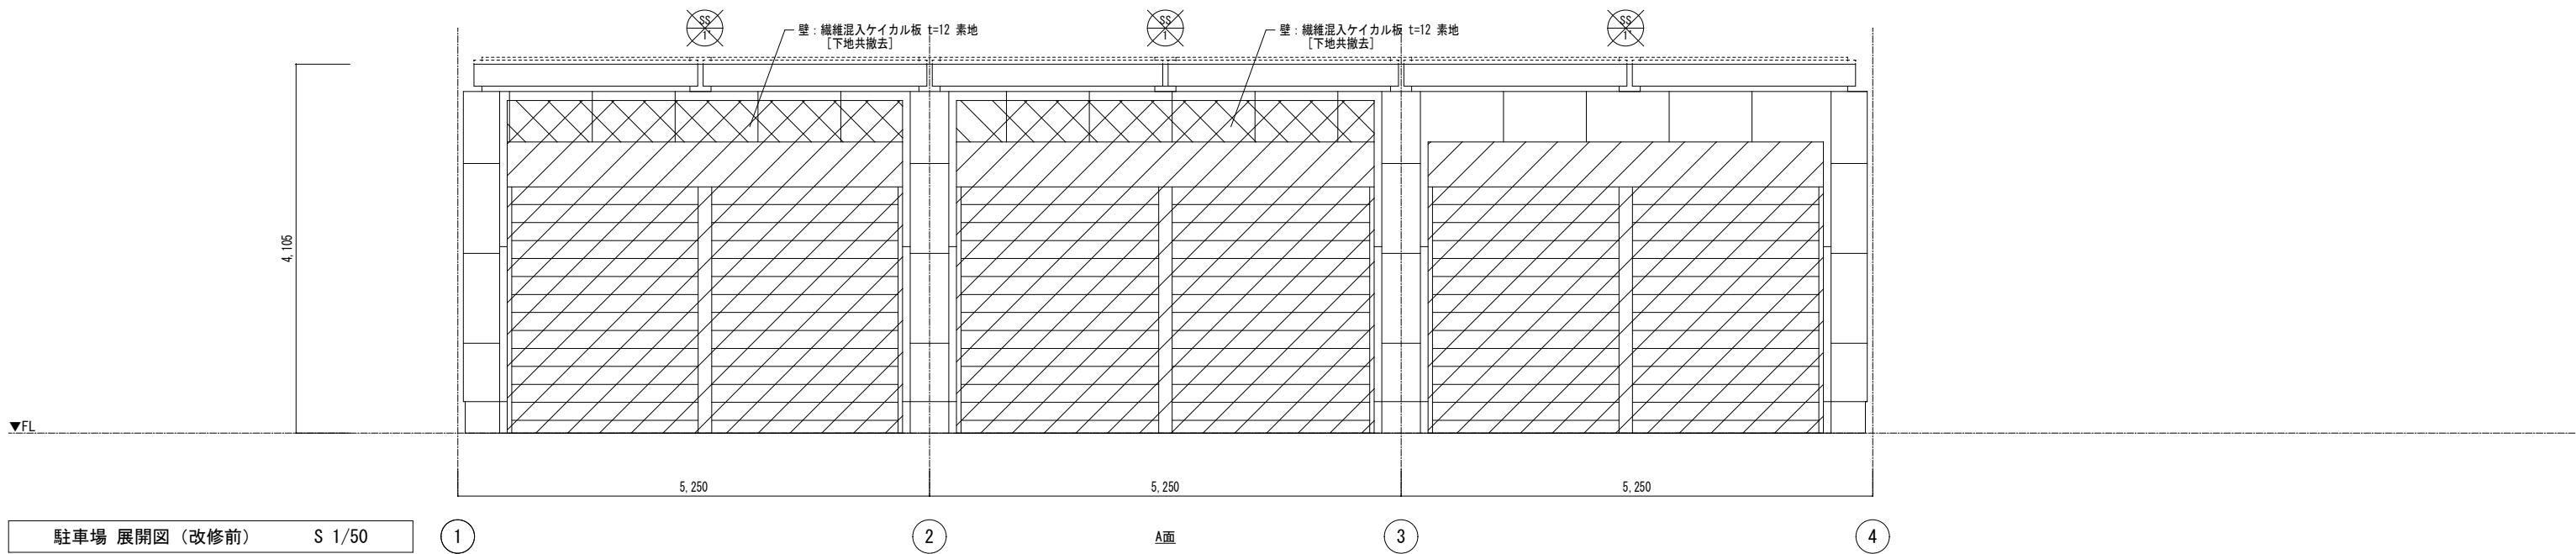 SS
1'
壁：繊維混入ケイカル板 t=12 素地
[下地共撤去]
SS
1
壁：繊維混入ケイカル板 t=12 素地
[下地共撤去]
SS
1'
4,105
▼FL
5,250
5,250
5,250
駐車場 展開図（改修前） S 1/50
1
2
A面
3
4